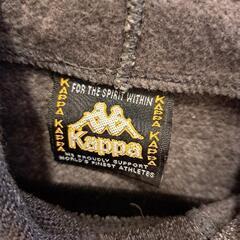 FOR THE SPIRIT WITHIN
KAPPA KAPPA
KAPPA KAPPA
Kappa
WE PROUDLY SUPPORT
WORLD'S FINEST ATHLETES